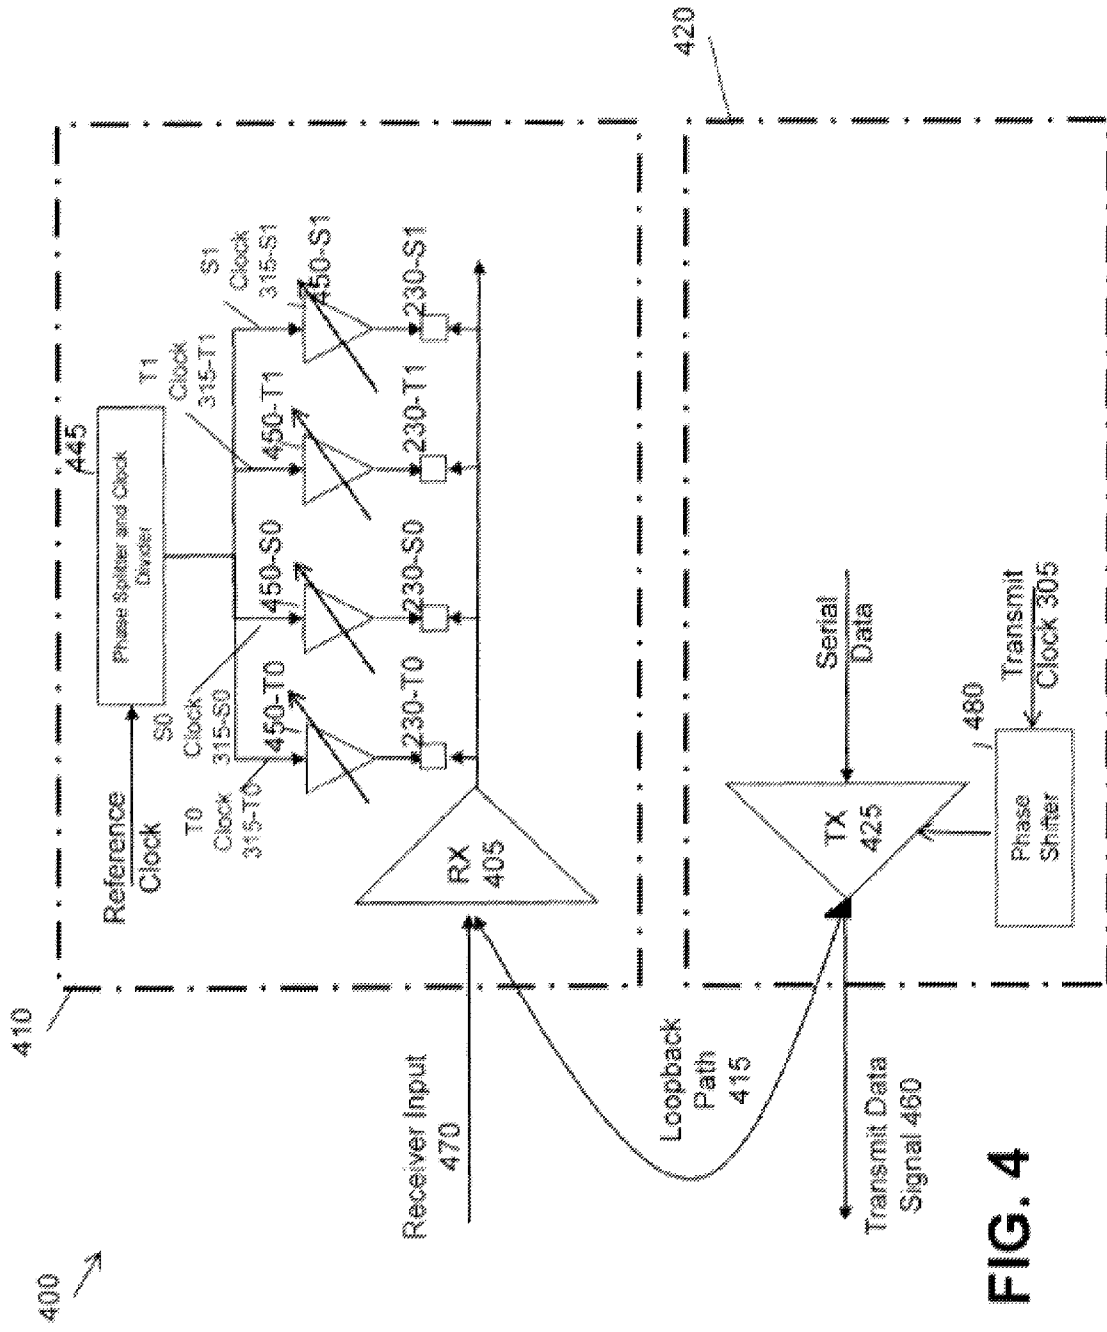 400
410
Reference
Clock
Phase Splitter and Clock
Divider
445
S0
Clock
315-S0
T0
Clock
315-T0
T1
Clock
315-T1
S1
Clock
315-S1
450-T0
450-S0
450-T1
450-S1
230-T0
230-S0
230-T1
230-S1
Receiver Input
470
RX
405
Loopback
Path
415
420
Serial
Data
TX
425
Transmit Data
Signal 460
480
Phase
Shifter
Transmit
Clock 305
FIG. 4